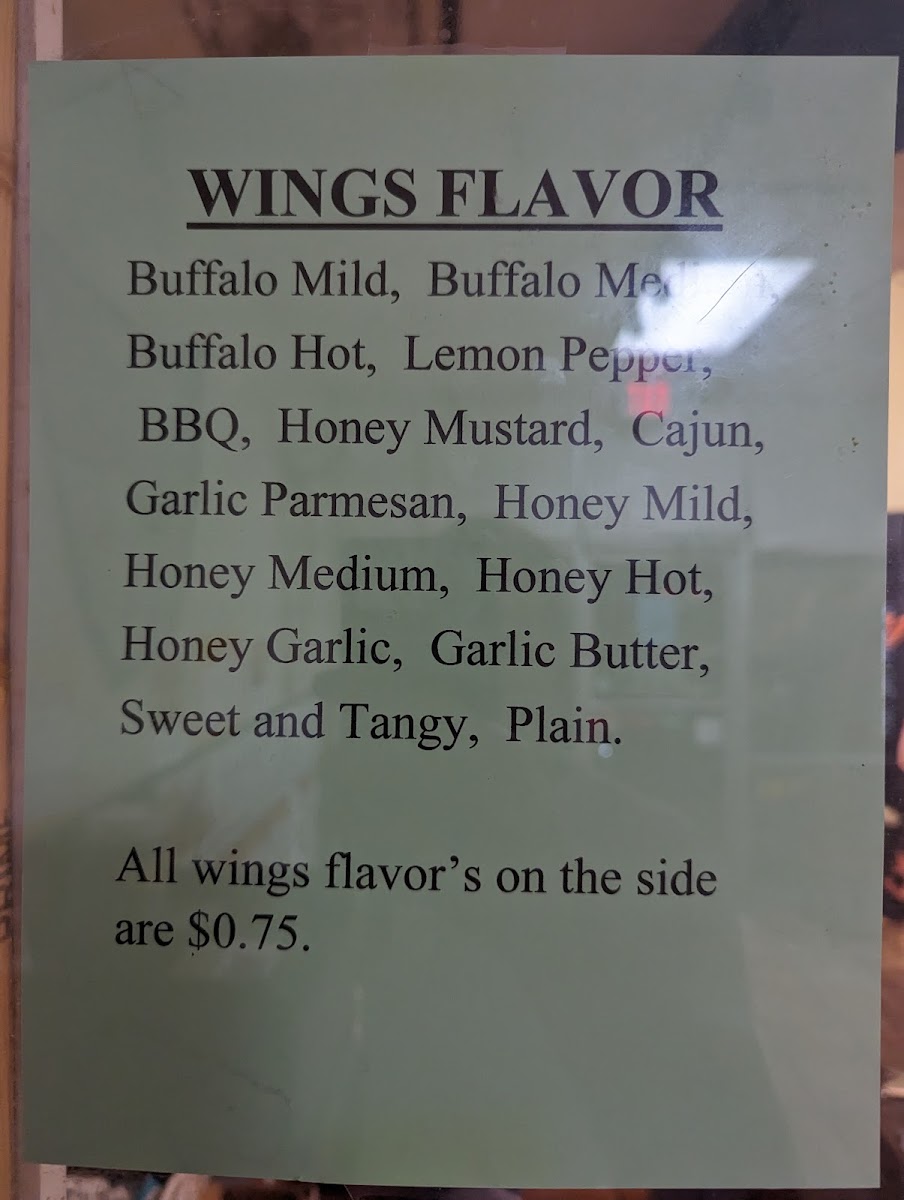 WINGS FLAVOR
Buffalo Mild, Buffalo
Buffalo Hot, Lemon Pepper,
BBQ, Honey Mustard, Cajun,
Garlic Parmesan, Honey Mild,
Honey Medium, Honey Hot,
Honey Garlic, Garlic Butter,
Sweet and Tangy, Plain.
All wings flavor's on the side
are $0.75.